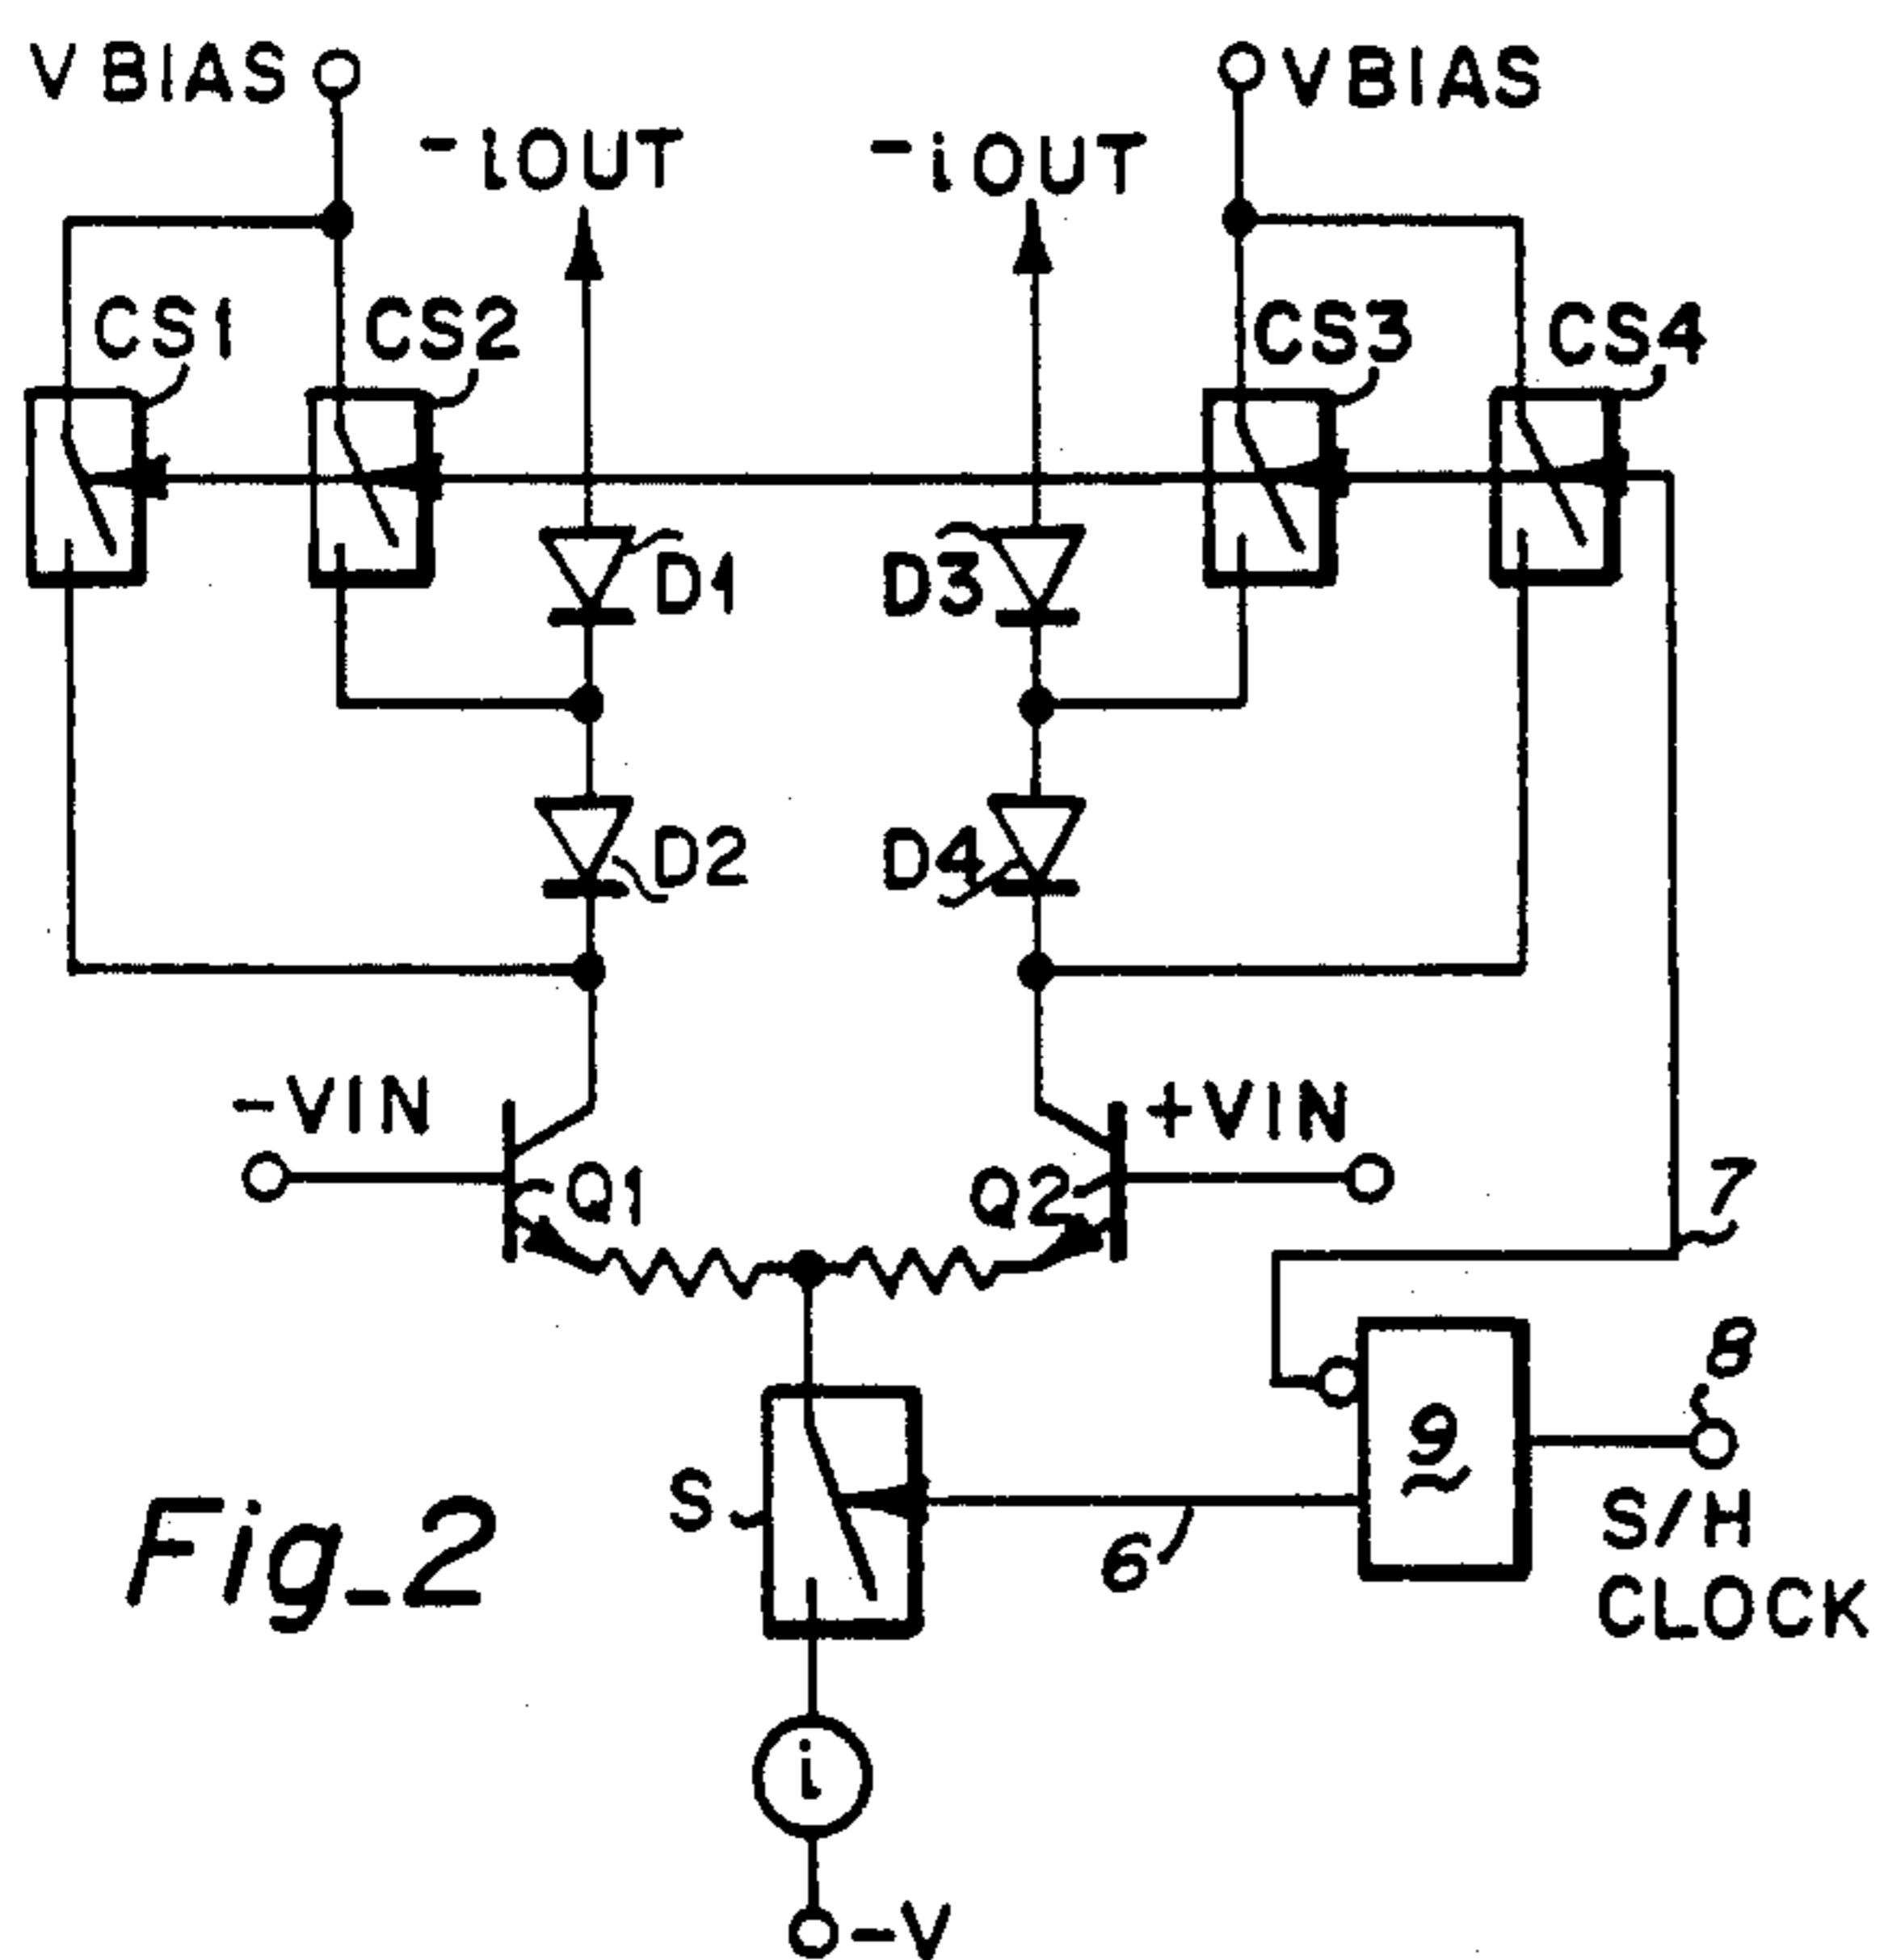 V BIAS
VBIAS
-iOUT
-iOUT
CS1
CS2
CS3
CS4
D1
D3
D2
D4
-VIN
+VIN
Q1
Q2
7
8
9
S
6
S/H
CLOCK
Fig_2
i
-V